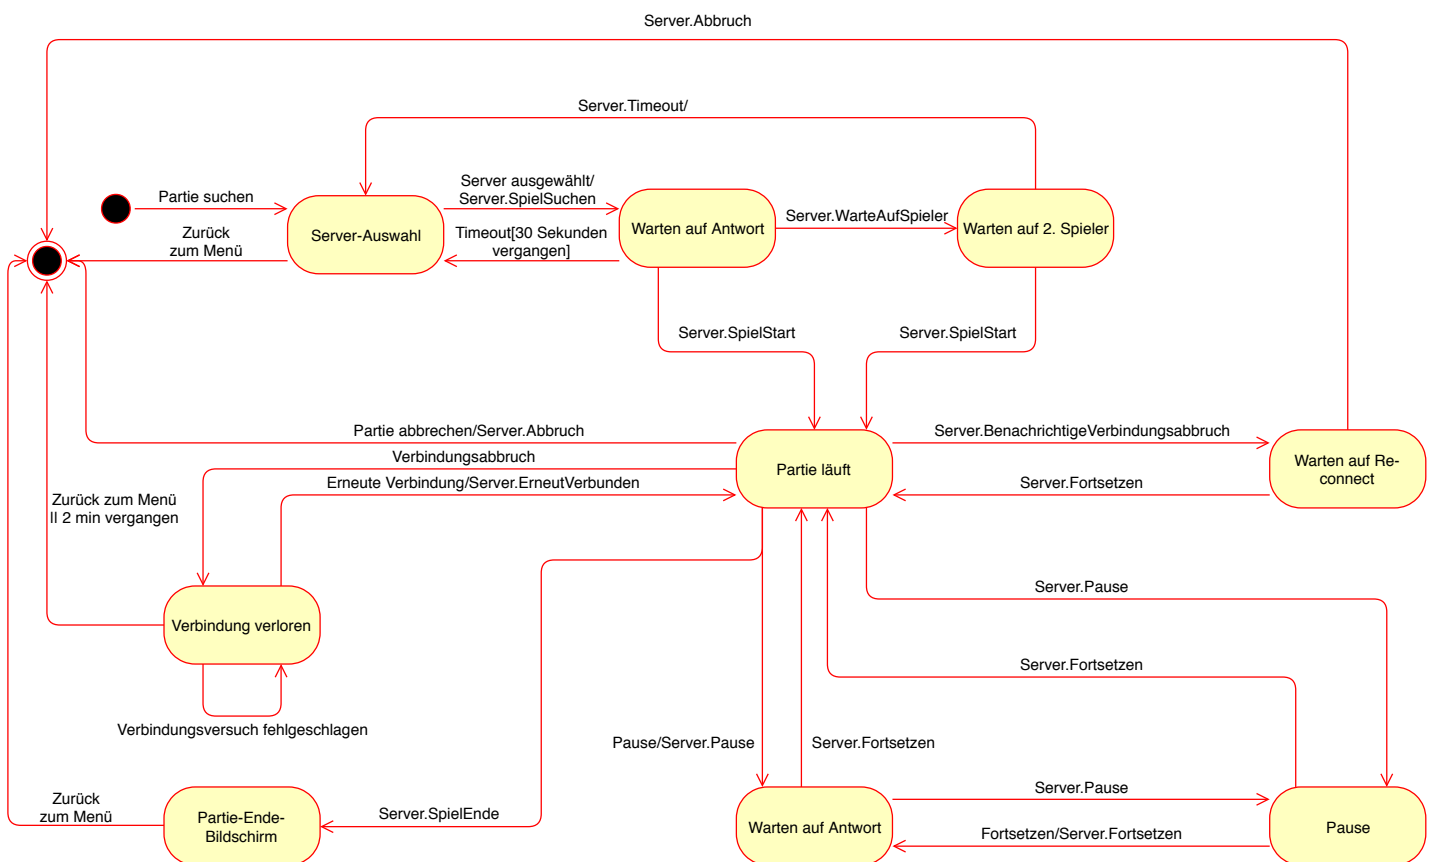 Server.Abbruch
Server.Timeout/
Partie suchen
Server ausgewählt/
Server.SpielSuchen
Server-Auswahl
Warten auf Antwort
Server.WarteAufSpieler
Warten auf 2. Spieler
Zurück
zum Menü
Timeout[30 Sekunden
vergangen]
Server.SpielStart
Server.SpielStart
Partie abbrechen/Server.Abbruch
Server.BenachrichtigeVerbindungsabbruch
Verbindungsabbruch
Partie läuft
Warten auf Re-
connect
Erneute Verbindung/Server.ErneutVerbunden
Server.Fortsetzen
Zurück zum Menü
|| 2 min vergangen
Server.Pause
Verbindung verloren
Server.Fortsetzen
Verbindungsversuch fehlgeschlagen
Pause/Server.Pause
Server.Fortsetzen
Zurück
zum Menü
Partie-Ende-
Bildschirm
Server.SpielEnde
Warten auf Antwort
Server.Pause
Fortsetzen/Server.Fortsetzen
Pause